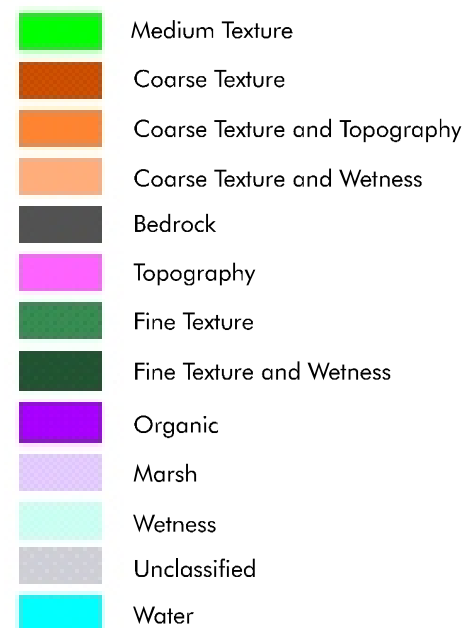 Medium Texture
Coarse Texture
Coarse Texture and Topography
Coarse Texture and Wetness
Bedrock
Topography
Fine Texture
Fine Texture and Wetness
Organic
Marsh
Wetness
Unclassified
Water